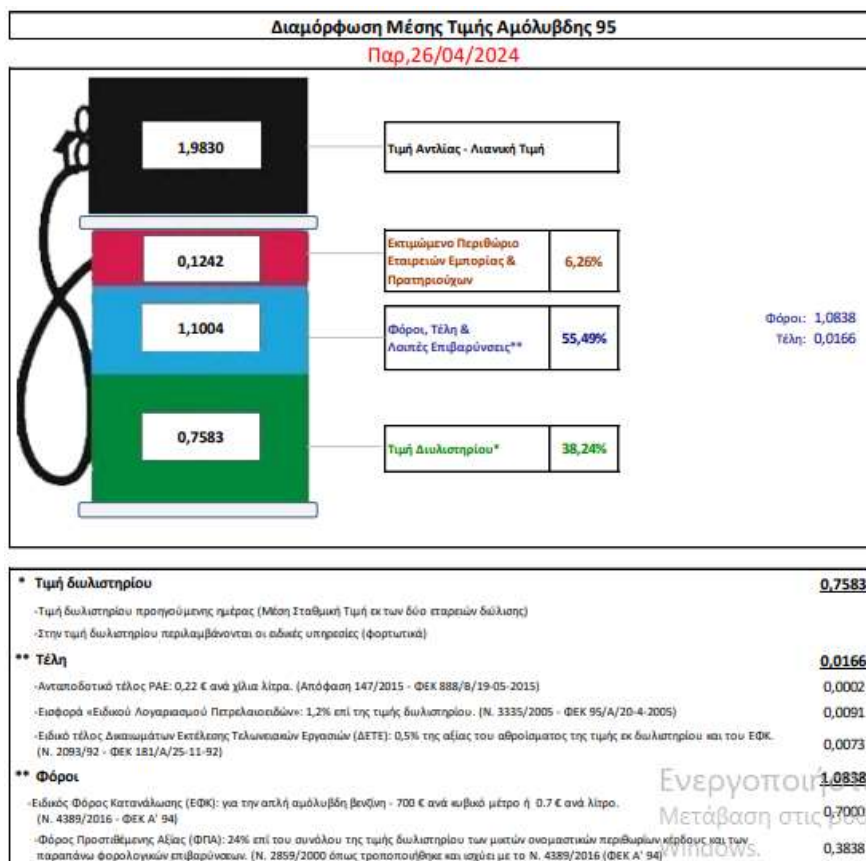 Διαμόρφωση Μέσης Τιμής Αμόλυβδης 95
Παρ,26/04/2024
1,9830
Τιμή Αντλίας - Λιανική Τιμή
0,1242
Εκτιμώμενο Περιθώριο
Εταιρειών Εμπορίας &
Πρατηριούχων
6,26%
1,1004
Φόροι, Τέλη &
Λοιπές Επιβαρύνσεις**
55,49%
Φόροι: 1,0838
Τέλη: 0,0166
0,7583
Τιμή Διυλιστηρίου*
38,24%
* Τιμή διυλιστηρίου 0,7583
-Τιμή διυλιστηρίου προηγούμενης ημέρας (Μέση Σταθμική Τιμή εκ των δύο εταιρειών διύλισης)
-Στην τιμή διυλιστηρίου περιλαμβάνονται οι ειδικές υπηρεσίες (φορτωτικά)
** Τέλη 0,0166
-Ανταποδοτικό τέλος ΡΑΕ: 0,22 € ανά χίλια λίτρα. (Απόφαση 147/2015 - ΦΕΚ 888/Β/19-05-2015) 0,0002
-Εισφορά «Ειδικού Λογαριασμού Πετρελαιοειδών»: 1,2% επί της τιμής διυλιστηρίου. (Ν. 3335/2005 - ΦΕΚ 95/Α/20-4-2005) 0,0091
-Ειδικό τέλος Δικαιωμάτων Εκτέλεσης Τελωνειακών Εργασιών (ΔΕΤΕ): 0,5% της αξίας του αθροίσματος της τιμής εκ διυλιστηρίου και του ΕΦΚ.
(Ν. 2093/92 - ΦΕΚ 181/Α/25-11-92) 0,0073
** Φόροι 1,0838
-Ειδικός Φόρος Κατανάλωσης (ΕΦΚ): για την απλή αμόλυβδη βενζίνη - 700 € ανά κυβικό μέτρο ή 0.7 € ανά λίτρο.
(Ν. 4389/2016 - ΦΕΚ Α' 94) 0,7000
-Φόρος Προστιθέμενης Αξίας (ΦΠΑ): 24% επί του συνόλου της τιμής διυλιστηρίου των μικτών ονομαστικών περιθωρίων κέρδους και των
παραπάνω φορολογικών επιβαρύνσεων. (Ν. 2859/2000 όπως τροποποιήθηκε και ισχύει με το Ν. 4389/2016 (ΦΕΚ Α' 94) 0,3838
Μετάβαση στις
Windows.